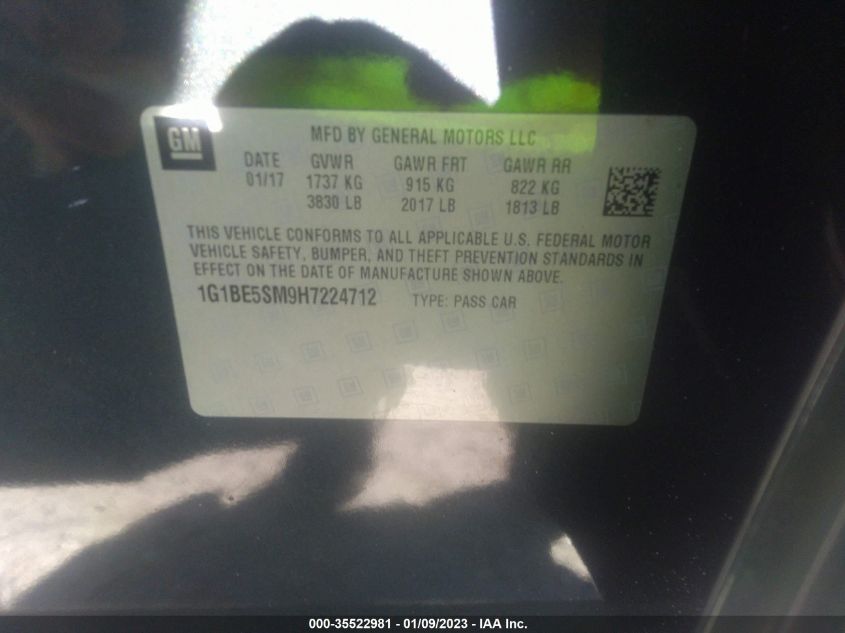 GM
MFD BY GENERAL MOTORS LLC
DATE GVWR GAWR FRT GAWR RR
01/17 1737 KG 915 KG 822 KG
3830 LB 2017 LB 1813 LB
THIS VEHICLE CONFORMS TO ALL APPLICABLE U.S. FEDERAL MOTOR
VEHICLE SAFETY, BUMPER, AND THEFT PREVENTION STANDARDS IN
EFFECT ON THE DATE OF MANUFACTURE SHOWN ABOVE.
1G1BE5SM9H7224712 TYPE: PASS CAR
000-35522981 - 01/09/2023 - IAA Inc.